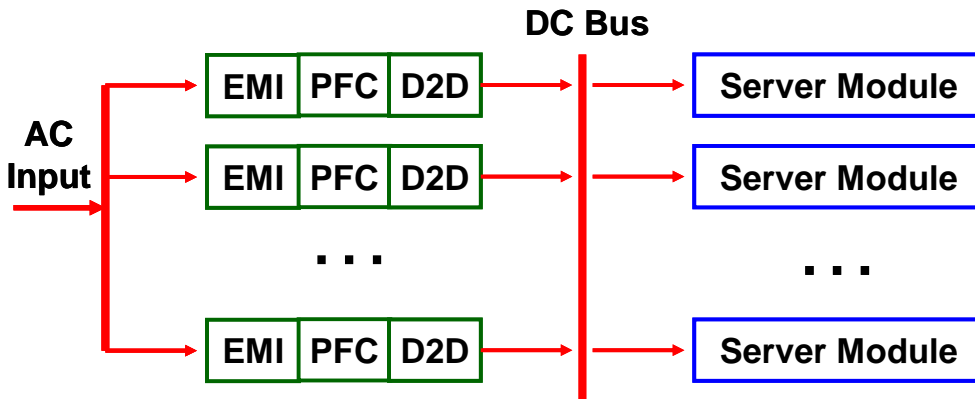 DC Bus
EMI PFC D2D
Server Module
AC
Input
EMI PFC D2D
Server Module
. . .
. . .
EMI PFC D2D
Server Module